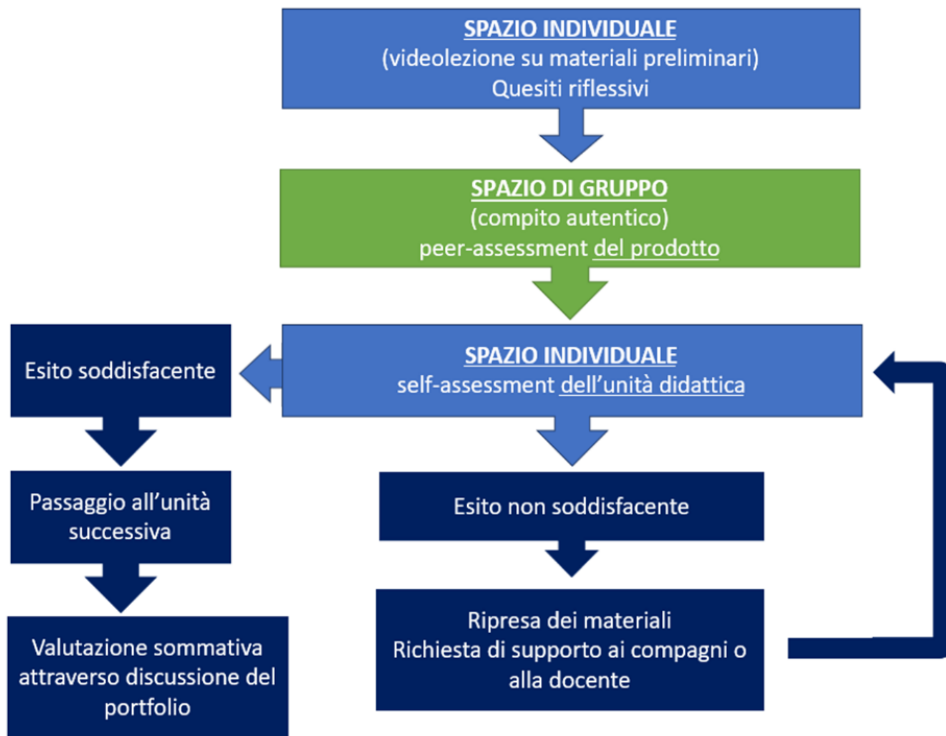 SPAZIO INDIVIDUALE
(videolezione su materiali preliminari)
Quesiti riflessivi
SPAZIO DI GRUPPO
(compito autentico)
peer-assessment del prodotto
SPAZIO INDIVIDUALE
self-assessment dell'unità didattica
Esito soddisfacente
Passaggio all'unità
successiva
Valutazione sommativa
attraverso discussione del
portfolio
Esito non soddisfacente
Ripresa dei materiali
Richiesta di supporto ai compagni o
alla docente